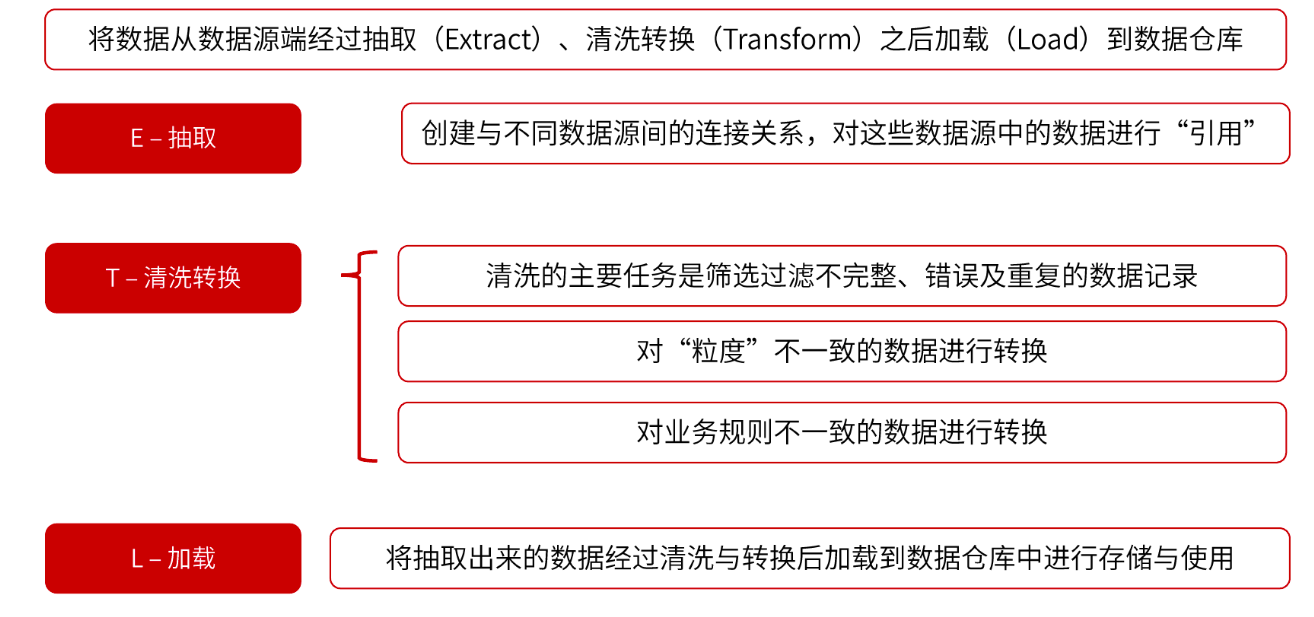 将数据从数据源端经过抽取（Extract）、清洗转换（Transform）之后加载（Load）到数据仓库
E – 抽取
创建与不同数据源间的连接关系，对这些数据源中的数据进行“引用”
T – 清洗转换
清洗的主要任务是筛选过滤不完整、错误及重复的数据记录
对“粒度”不一致的数据进行转换
对业务规则不一致的数据进行转换
L – 加载
将抽取出来的数据经过清洗与转换后加载到数据仓库中进行存储与使用